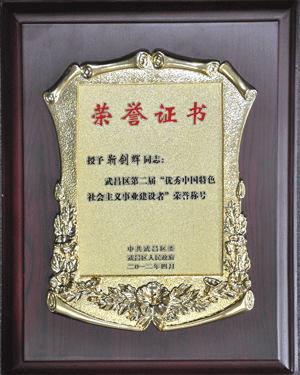 荣誉证书
授予靳剑辉同志：
武昌区第二届“优秀中国特色
社会主义事业建设者”荣誉称号
中共武昌区委
武昌区人民政府
二〇一二年四月